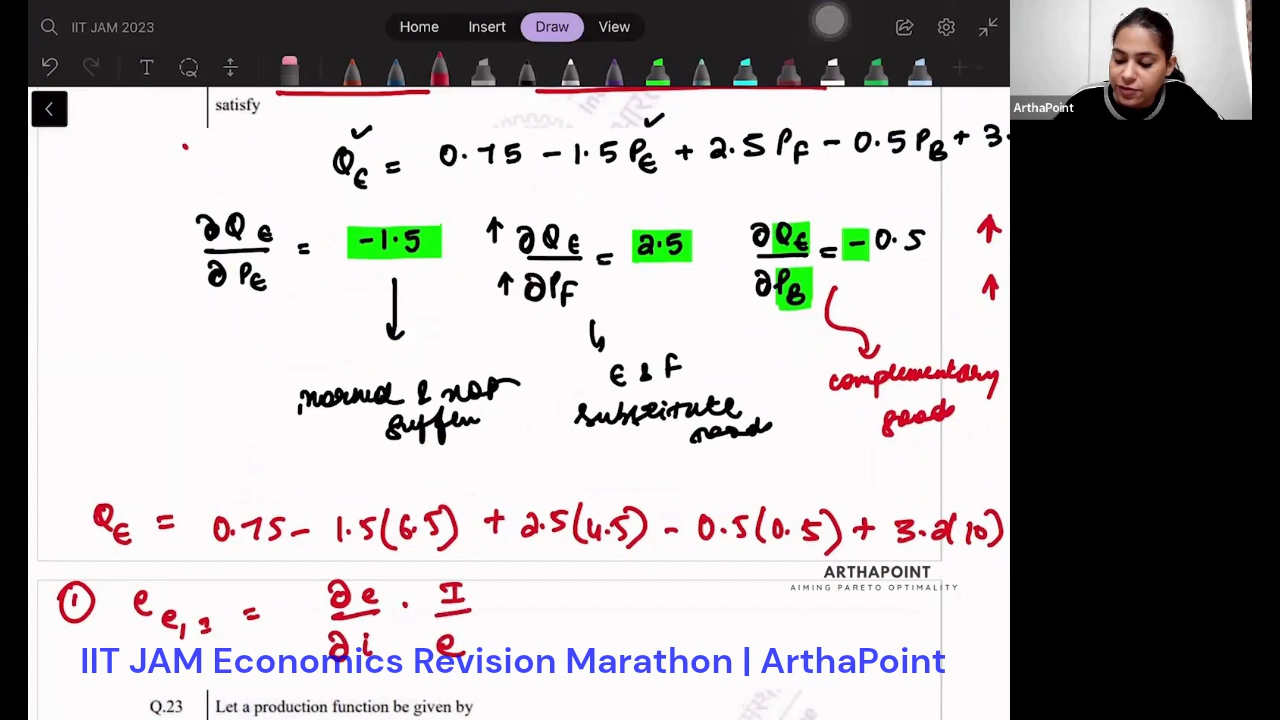 IIT JAM 2023
Home Insert Draw View
ArthaPoint
satisfy
Q_E = 0.75 - 1.5 P_E + 2.5 P_F - 0.5 P_B + 3.
∂Q_E / ∂P_E = -1.5
↑ ∂Q_E / ↑ ∂P_F = 2.5
∂Q_E / ∂P_B = -0.5
normal & not
giffen
E & F
substitute
goods
complementary
goods
Q_E = 0.75 - 1.5(6.5) + 2.5(4.5) - 0.5(0.5) + 3.2(10)
ARTHAPOINT
AIMING PARETO OPTIMALITY
① e_{e,I} = ∂e / ∂i . I / e
IIT JAM Economics Revision Marathon | ArthaPoint
Q.23 Let a production function be given by